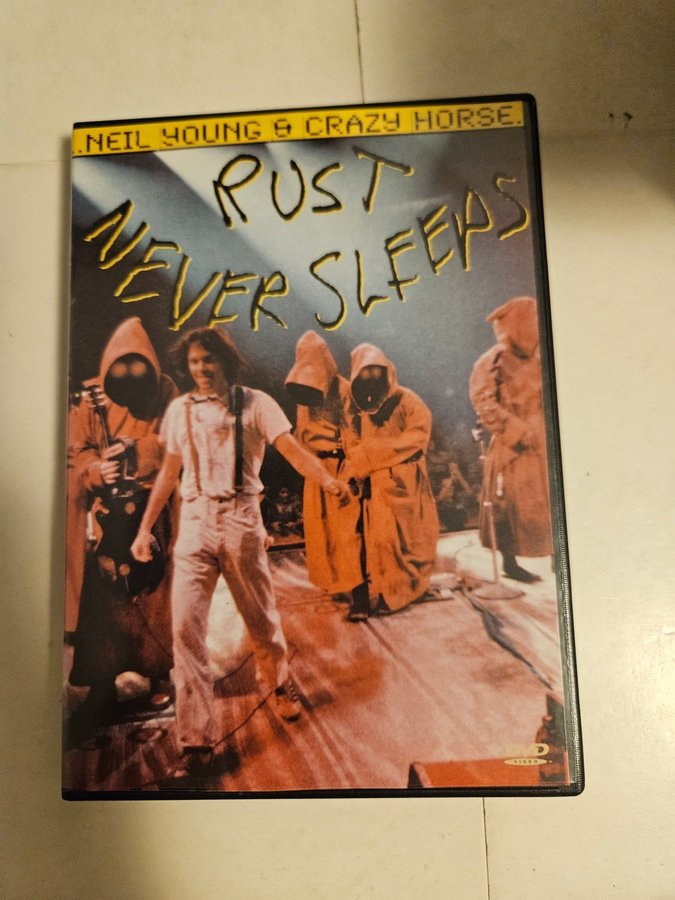 ..NEIL YOUNG & CRAZY HORSE.
RUST
NEVER SLEEPS
DVD
VIDEO